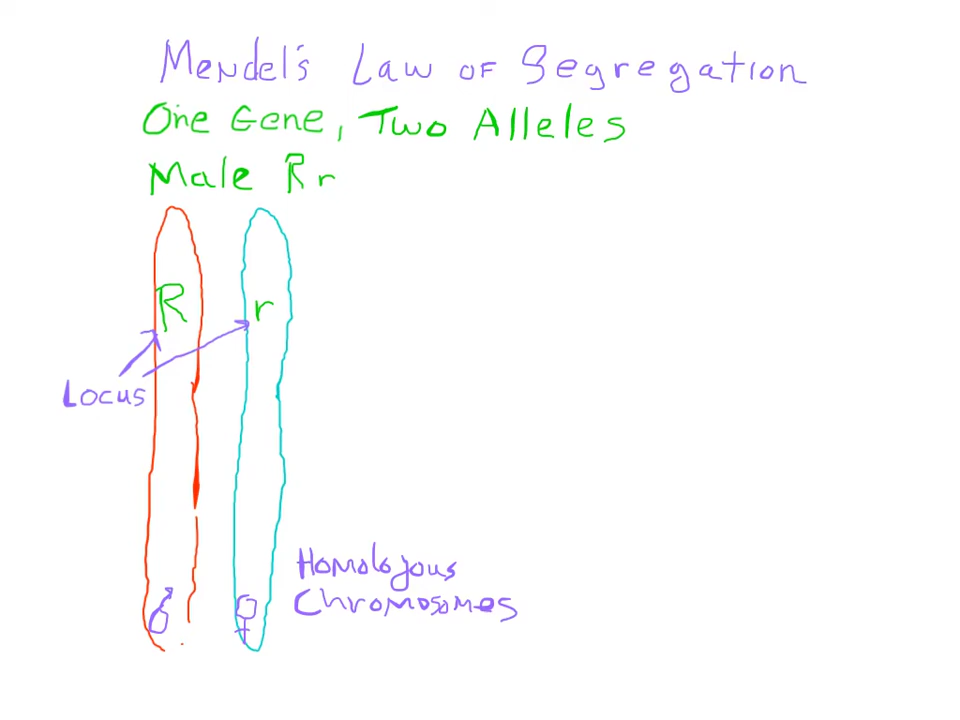 Mendel's Law of Segregation
One Gene, Two Alleles
Male Rr
R r
Locus
Homologous
Chromosomes
♂ ♀